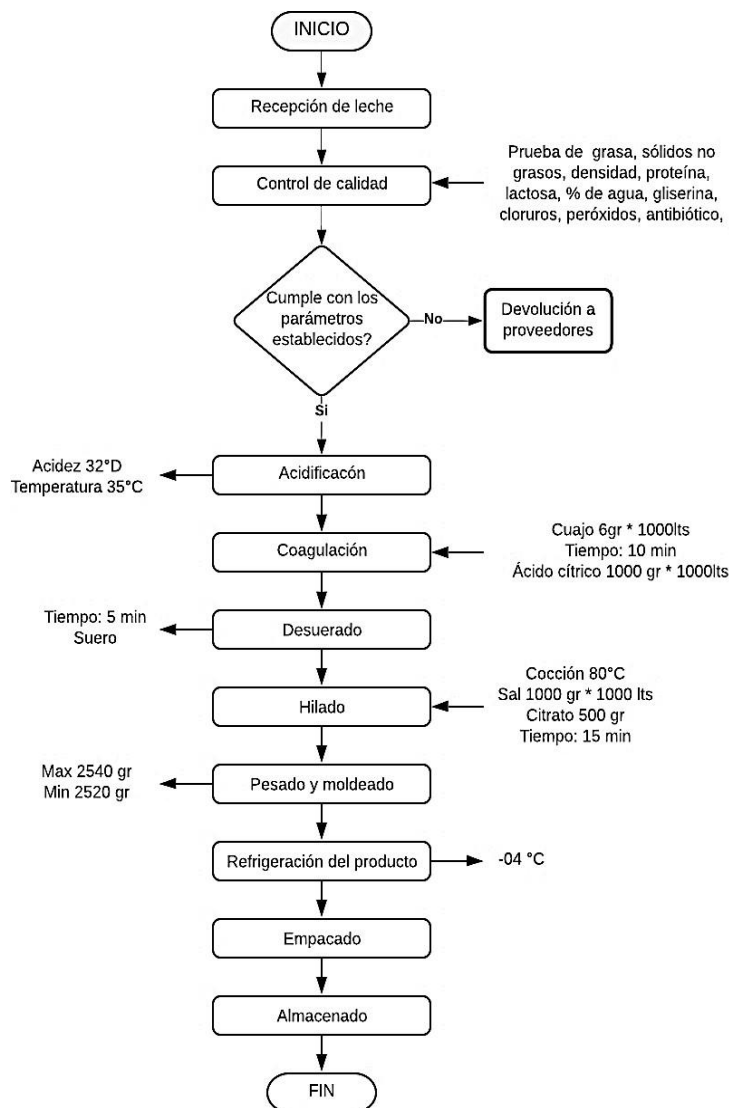 INICIO
Recepción de leche
Control de calidad
Prueba de grasa, sólidos no
grasos, densidad, proteína,
lactosa, % de agua, gliserina,
cloruros, peróxidos, antibiótico,
Cumple con los
parámetros
establecidos?
No
Devolución a
proveedores
Si
Acidez 32°D
Temperatura 35°C
Acidificacón
Coagulación
Cuajo 6gr * 1000lts
Tiempo: 10 min
Ácido cítrico 1000 gr * 1000lts
Tiempo: 5 min
Suero
Desuerado
Hilado
Cocción 80°C
Sal 1000 gr * 1000 lts
Citrato 500 gr
Tiempo: 15 min
Max 2540 gr
Min 2520 gr
Pesado y moldeado
Refrigeración del producto
-04 °C
Empacado
Almacenado
FIN